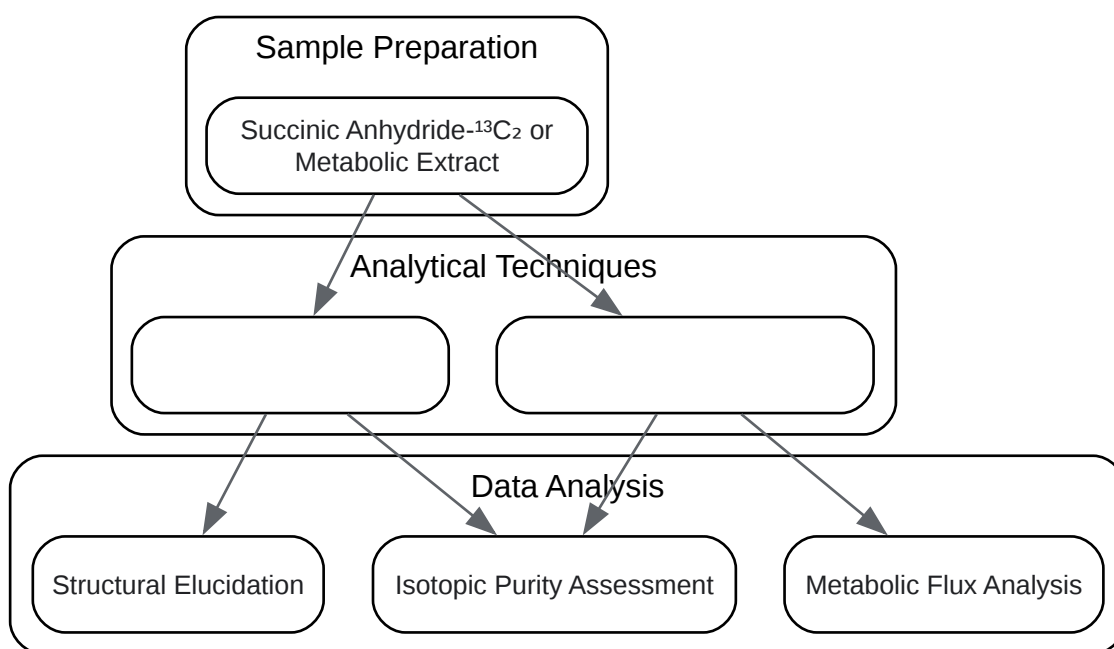 Sample Preparation
Succinic Anhydride-¹³C₂ or
Metabolic Extract
Analytical Techniques
Data Analysis
Structural Elucidation
Isotopic Purity Assessment
Metabolic Flux Analysis